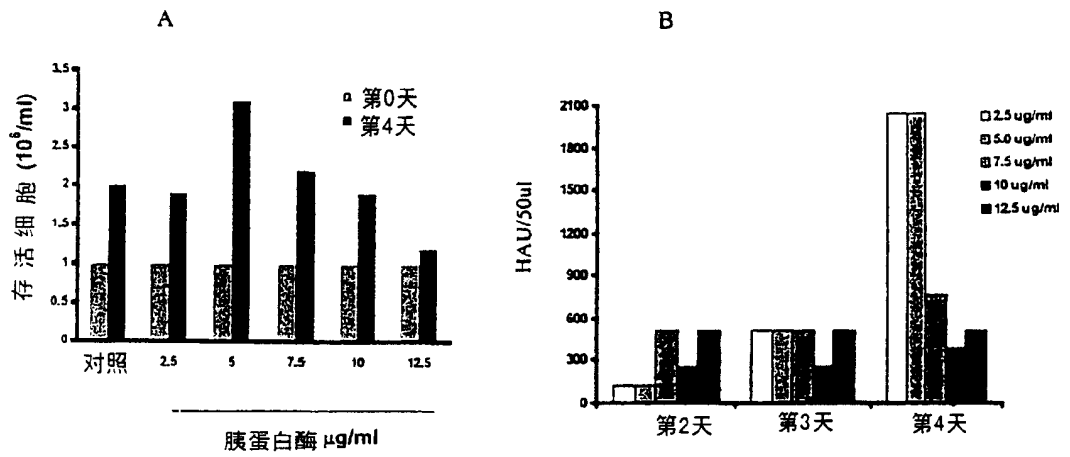 A
存活细胞 (10⁶/ml)
3.5
3
2.5
2
1.5
1
0.5
0
第0天
第4天
对照 2.5 5 7.5 10 12.5
胰蛋白酶 μg/ml
B
HAU/50ul
2100
1800
1500
1200
900
600
300
0
2.5 ug/ml
5.0 ug/ml
7.5 ug/ml
10 ug/ml
12.5 ug/ml
第2天 第3天 第4天